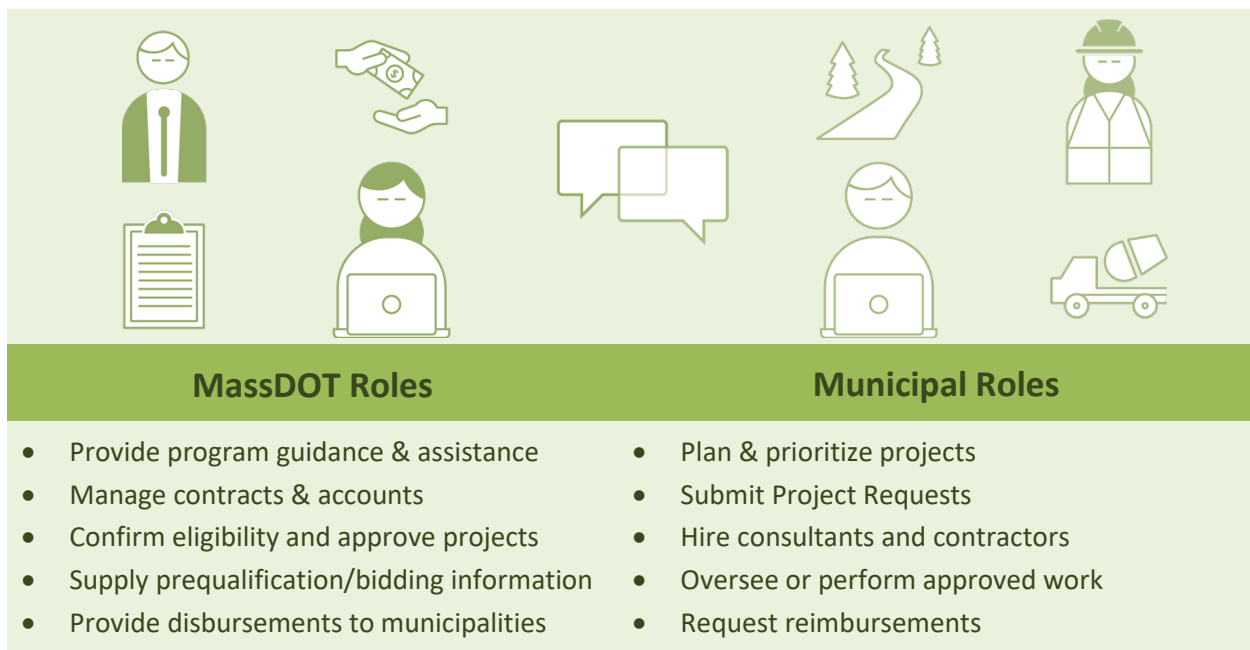 MassDOT Roles
Municipal Roles
• Provide program guidance & assistance
• Manage contracts & accounts
• Confirm eligibility and approve projects
• Supply prequalification/bidding information
• Provide disbursements to municipalities
• Plan & prioritize projects
• Submit Project Requests
• Hire consultants and contractors
• Oversee or perform approved work
• Request reimbursements